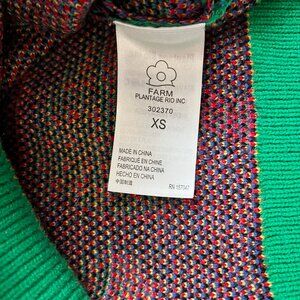 FARM
PLANTAGE RIO INC
302370
XS
MADE IN CHINA
FABRIQUÉ EN CHINE
FABRICADO NA CHINA
HECHO EN CHINA
中国制造
RN 157047